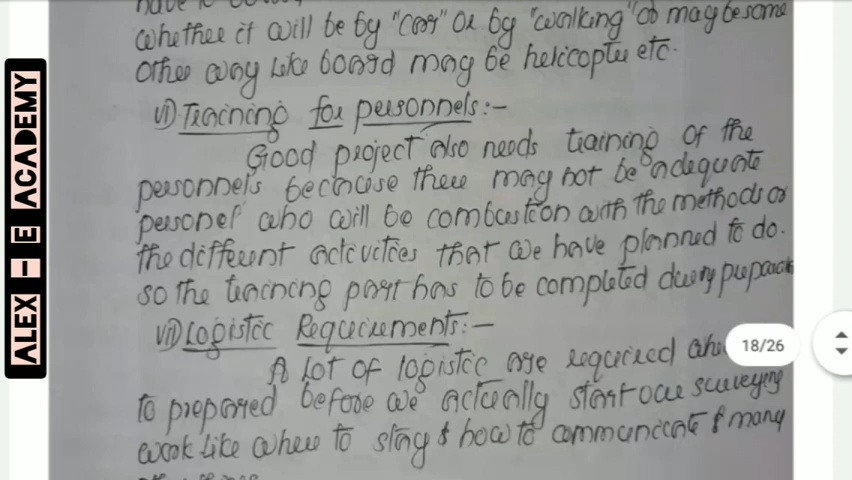 whether it will be by "car" or by "walking" or may be some
other way like board may be helicopter etc.
vi) Training for personnels:-
Good project also needs training of the
personnels because there may not be adequate
personel who will be combustion with the methods or
the different activities that we have planned to do.
so the training part has to be completed during
vii) Logistic Requirements:-
A lot of logistic are required
to prepared before we actually start our surveying
work like where to stay & how to communicate & many
ALEX - E ACADEMY
18/26